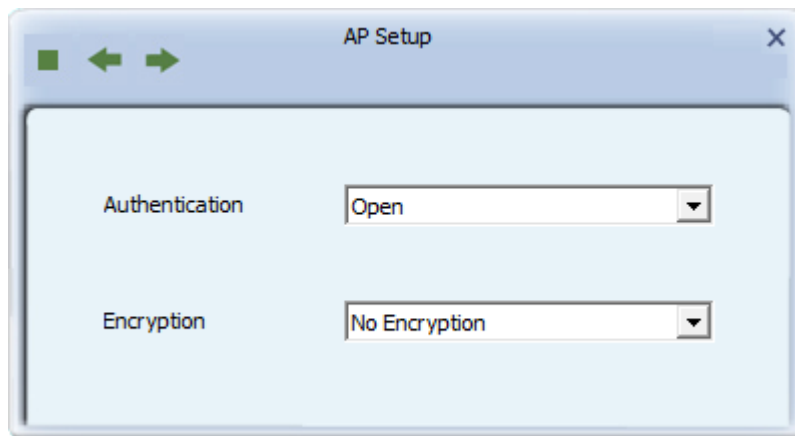 AP Setup
Authentication
Open
Encryption
No Encryption